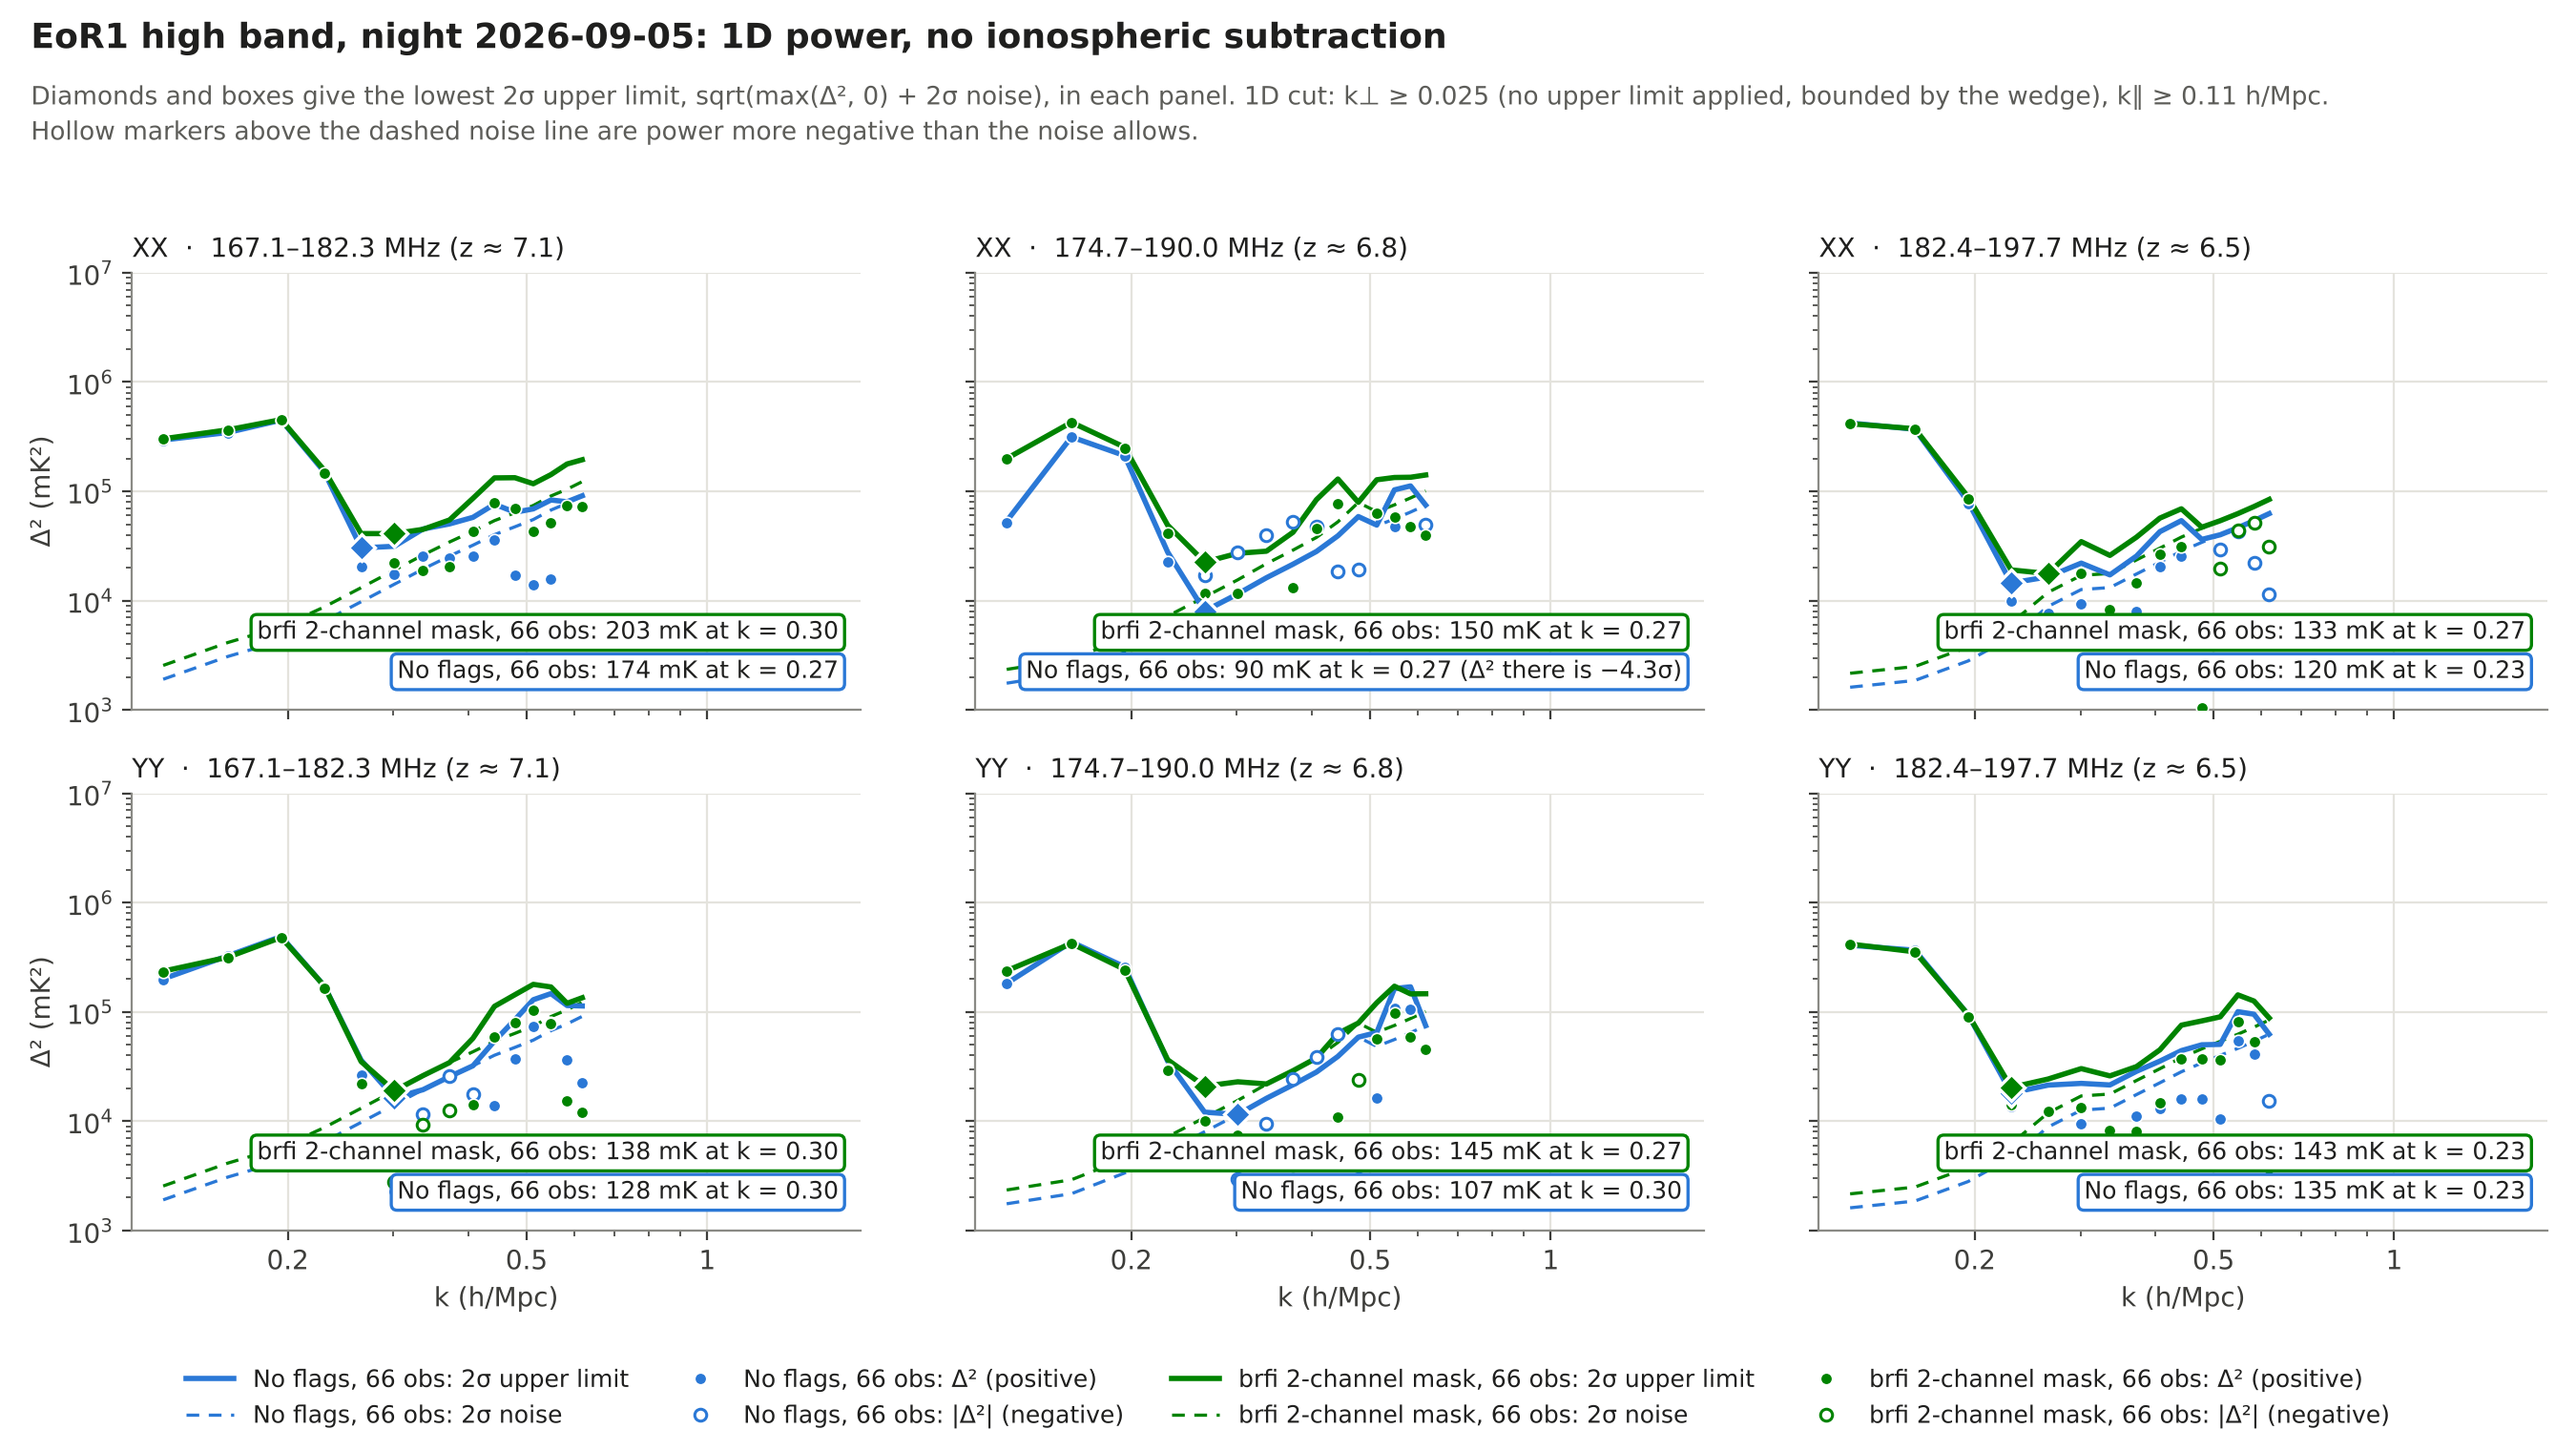 EoR1 high band, night 2026-09-05: 1D power, no ionospheric subtraction
Diamonds and boxes give the lowest 2σ upper limit, sqrt(max(Δ², 0) + 2σ noise), in each panel. 1D cut: k⊥ ≥ 0.025 (no upper limit applied, bounded by the wedge), k∥ ≥ 0.11 h/Mpc.
Hollow markers above the dashed noise line are power more negative than the noise allows.
XX · 167.1–182.3 MHz (z ≈ 7.1)
XX · 174.7–190.0 MHz (z ≈ 6.8)
XX · 182.4–197.7 MHz (z ≈ 6.5)
Δ² (mK²)
10⁷
10⁶
10⁵
10⁴
10³
brfi 2-channel mask, 66 obs: 203 mK at k = 0.30
No flags, 66 obs: 174 mK at k = 0.27
brfi 2-channel mask, 66 obs: 150 mK at k = 0.27
No flags, 66 obs: 90 mK at k = 0.27 (Δ² there is −4.3σ)
brfi 2-channel mask, 66 obs: 133 mK at k = 0.27
No flags, 66 obs: 120 mK at k = 0.23
YY · 167.1–182.3 MHz (z ≈ 7.1)
YY · 174.7–190.0 MHz (z ≈ 6.8)
YY · 182.4–197.7 MHz (z ≈ 6.5)
Δ² (mK²)
10⁷
10⁶
10⁵
10⁴
10³
brfi 2-channel mask, 66 obs: 138 mK at k = 0.30
No flags, 66 obs: 128 mK at k = 0.30
brfi 2-channel mask, 66 obs: 145 mK at k = 0.27
No flags, 66 obs: 107 mK at k = 0.30
brfi 2-channel mask, 66 obs: 143 mK at k = 0.23
No flags, 66 obs: 135 mK at k = 0.23
0.2 0.5 1
0.2 0.5 1
0.2 0.5 1
k (h/Mpc)
k (h/Mpc)
k (h/Mpc)
No flags, 66 obs: 2σ upper limit
No flags, 66 obs: 2σ noise
No flags, 66 obs: Δ² (positive)
No flags, 66 obs: |Δ²| (negative)
brfi 2-channel mask, 66 obs: 2σ upper limit
brfi 2-channel mask, 66 obs: 2σ noise
brfi 2-channel mask, 66 obs: Δ² (positive)
brfi 2-channel mask, 66 obs: |Δ²| (negative)